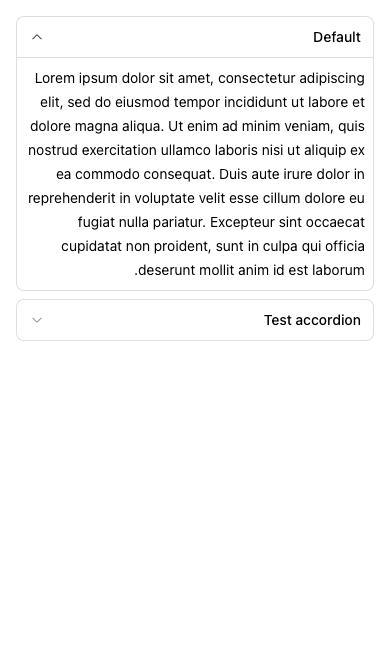 Default
Lorem ipsum dolor sit amet, consectetur adipiscing
elit, sed do eiusmod tempor incididunt ut labore et
dolore magna aliqua. Ut enim ad minim veniam, quis
nostrud exercitation ullamco laboris nisi ut aliquip ex
ea commodo consequat. Duis aute irure dolor in
reprehenderit in voluptate velit esse cillum dolore eu
fugiat nulla pariatur. Excepteur sint occaecat
cupidatat non proident, sunt in culpa qui officia
.deserunt mollit anim id est laborum
Test accordion